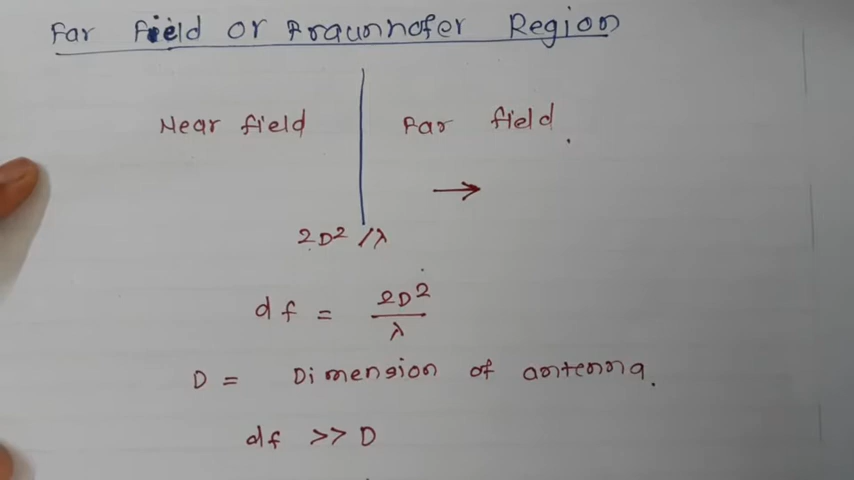 Far Field or Fraunhofer Region
Near field
Far field.
2D² /λ
df = 2D²/λ
D = Dimension of antenna.
df >> D